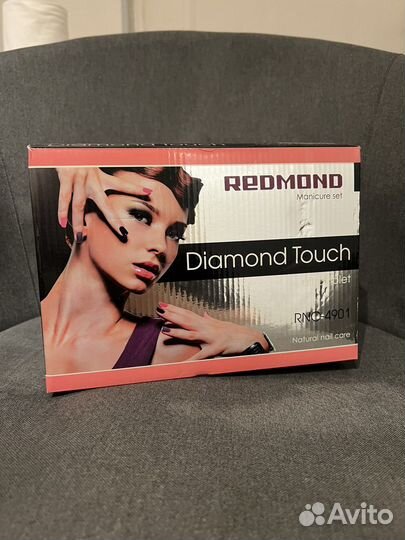 REDMOND
Manicure set
Diamond Touch
RNC-4901
Natural nail care
Avito